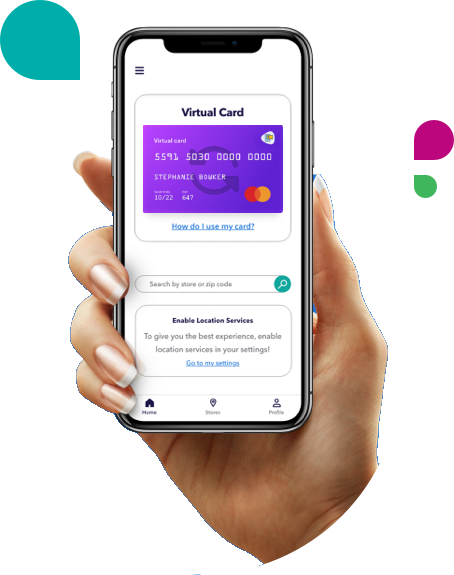 Virtual Card
Virtual card
5591 5030 0000 0000
STEPHANIE BOWKER
10/22 647
How do I use my card?
Search by store or zip code
Enable Location Services
To give you the best experience, enable
location services in your settings!
Go to my settings
Home Stores Profile